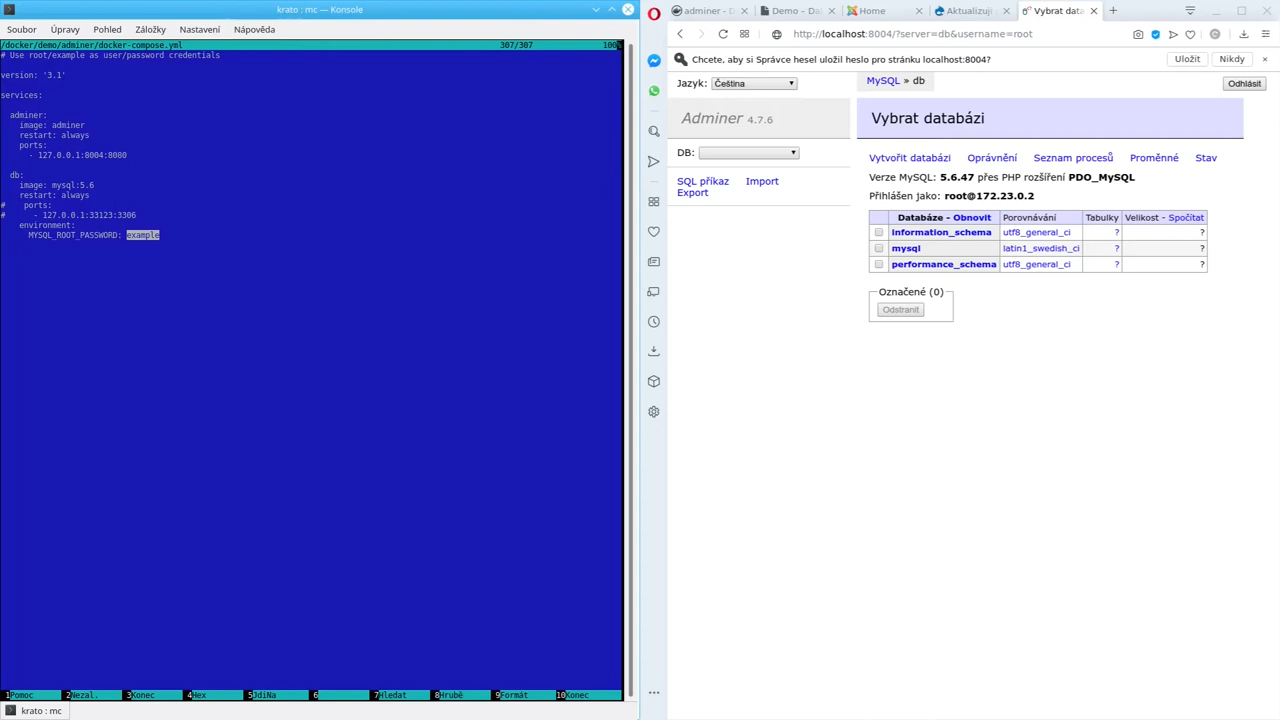 krato : mc — Konsole
Soubor Úpravy Pohled Záložky Nastavení Nápověda
/docker/demo/adminer/docker-compose.yml 307/307 100%
# Use root/example as user/password credentials
version: '3.1'
services:
adminer:
image: adminer
restart: always
ports:
- 127.0.0.1:8004:8080
db:
image: mysql:5.6
restart: always
# ports:
# - 127.0.0.1:33123:3306
environment:
MYSQL_ROOT_PASSWORD: example
1Pomoc 2Nezal. 3Konec 4Hex 5JdiNa 6 7Hledat 8Hrubě 9Formát 10Konec
krato : mc
adminer - D Demo – Da Home Aktualizuj Vybrat data
http://localhost:8004/?server=db&username=root
Chcete, aby si Správce hesel uložil heslo pro stránku localhost:8004? Uložit Nikdy
Jazyk: Čeština
MySQL » db
Odhlásit
Adminer 4.7.6
Vybrat databázi
DB:
SQL příkaz Import
Export
Vytvořit databázi Oprávnění Seznam procesů Proměnné Stav
Verze MySQL: 5.6.47 přes PHP rozšíření PDO_MySQL
Přihlášen jako: root@172.23.0.2
Databáze - Obnovit Porovnávání Tabulky Velikost - Spočítat
information_schema utf8_general_ci ? ?
mysql latin1_swedish_ci ? ?
performance_schema utf8_general_ci ? ?
Označené (0)
Odstranit